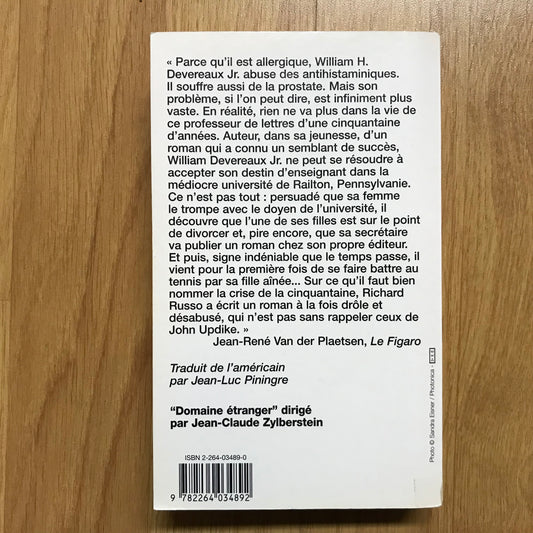 « Parce qu'il est allergique, William H.
Devereaux Jr. abuse des antihistaminiques.
Il souffre aussi de la prostate. Mais son
problème, si l'on peut dire, est infiniment plus
vaste. En réalité, rien ne va plus dans la vie de
ce professeur de lettres d'une cinquantaine
d'années. Auteur, dans sa jeunesse, d'un
roman qui a connu un semblant de succès,
William Devereaux Jr. ne peut se résoudre à
accepter son destin d'enseignant dans la
médiocre université de Railton, Pennsylvanie.
Ce n'est pas tout : persuadé que sa femme
le trompe avec le doyen de l'université, il
découvre que l'une de ses filles est sur le point
de divorcer et, pire encore, que sa secrétaire
va publier un roman chez son propre éditeur.
Et puis, signe indéniable que le temps passe, il
vient pour la première fois de se faire battre au
tennis par sa fille aînée... Sur ce qu'il faut bien
nommer la crise de la cinquantaine, Richard
Russo a écrit un roman à la fois drôle et
désabusé, qui n'est pas sans rappeler ceux de
John Updike. »
Jean-René Van der Plaetsen, Le Figaro
Traduit de l'américain
par Jean-Luc Piningre
“Domaine étranger” dirigé
par Jean-Claude Zylberstein
ISBN 2-264-03489-0
9 782264 034892
Photo © Sandra Eisner / Photonica -